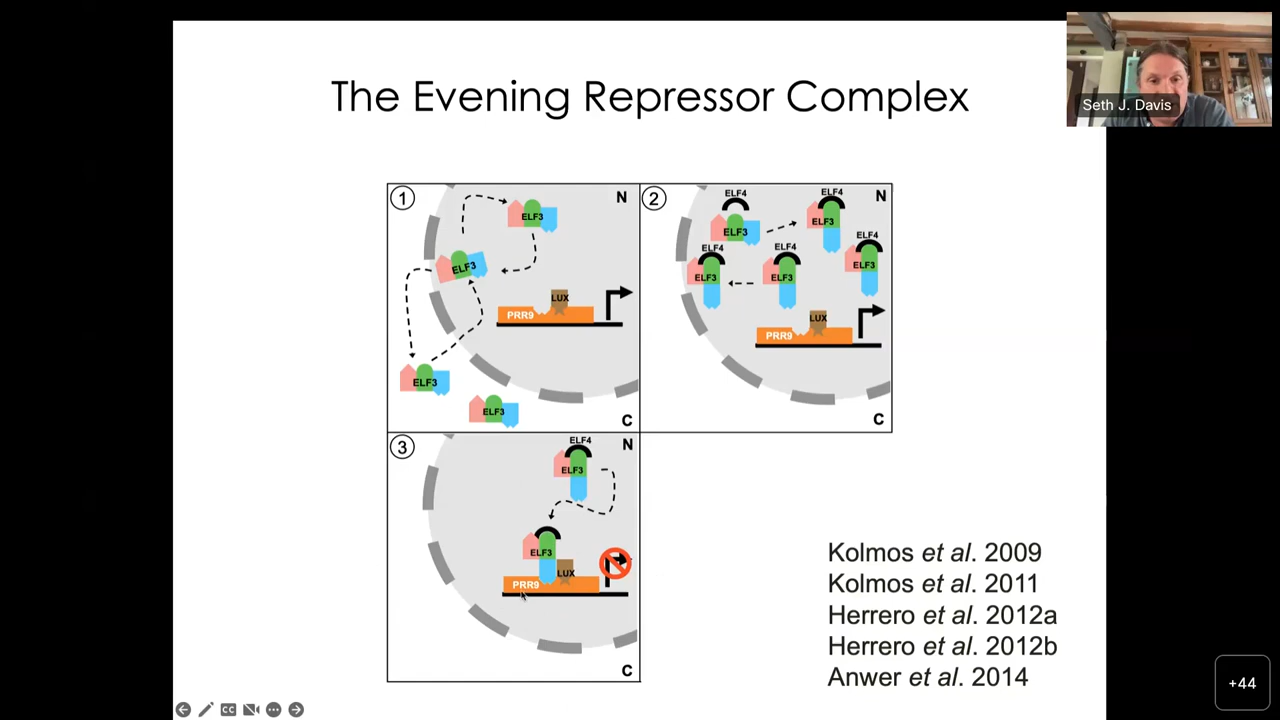 The Evening Repressor Complex
Seth J. Davis
1
N
ELF3
ELF3
LUX
PRR9
ELF3
ELF3
C
2
ELF4
ELF4
N
ELF3
ELF3
ELF4
ELF4
ELF4
ELF3
ELF3
ELF3
LUX
PRR9
C
3
ELF4
N
ELF3
ELF3
LUX
PRR9
C
Kolmos et al. 2009
Kolmos et al. 2011
Herrero et al. 2012a
Herrero et al. 2012b
Anwer et al. 2014
CC
+44